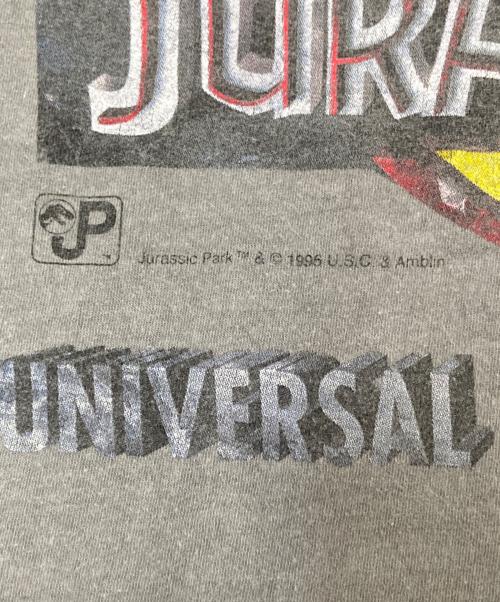 JURA
JP
Jurassic Park™ & © 1996 U.S.C. & Amblin
UNIVERSAL